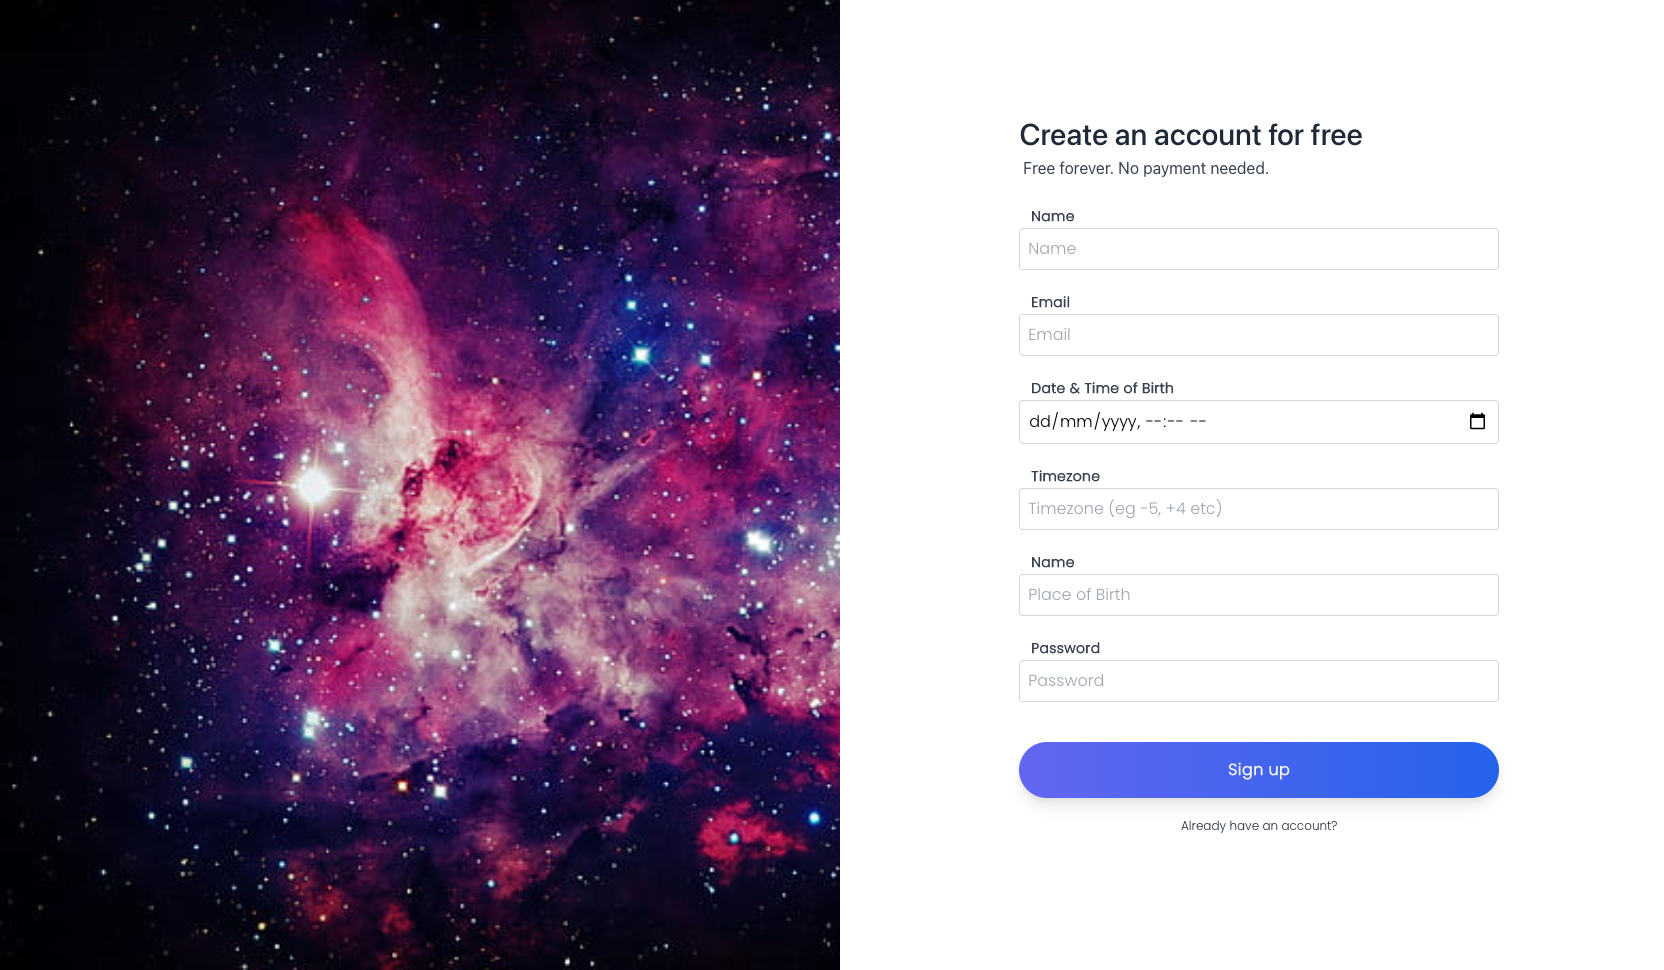 Create an account for free
Free forever. No payment needed.
Name
Name
Email
Email
Date & Time of Birth
dd/mm/yyyy, --:-- --
Timezone
Timezone (eg -5, +4 etc)
Name
Place of Birth
Password
Password
Sign up
Already have an account?